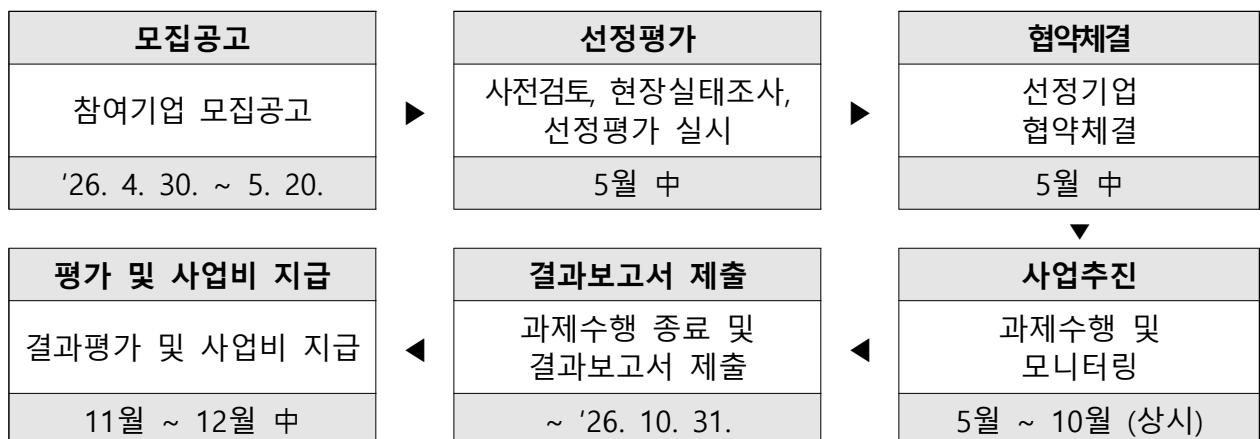 모집공고
참여기업 모집공고
'26. 4. 30. ~ 5. 20.
▶
선정평가
사전검토, 현장실태조사,
선정평가 실시
5월 中
▶
협약체결
선정기업
협약체결
5월 中
▼
사업추진
과제수행 및
모니터링
5월 ~ 10월 (상시)
◀
결과보고서 제출
과제수행 종료 및
결과보고서 제출
~ '26. 10. 31.
◀
평가 및 사업비 지급
결과평가 및 사업비 지급
11월 ~ 12월 中